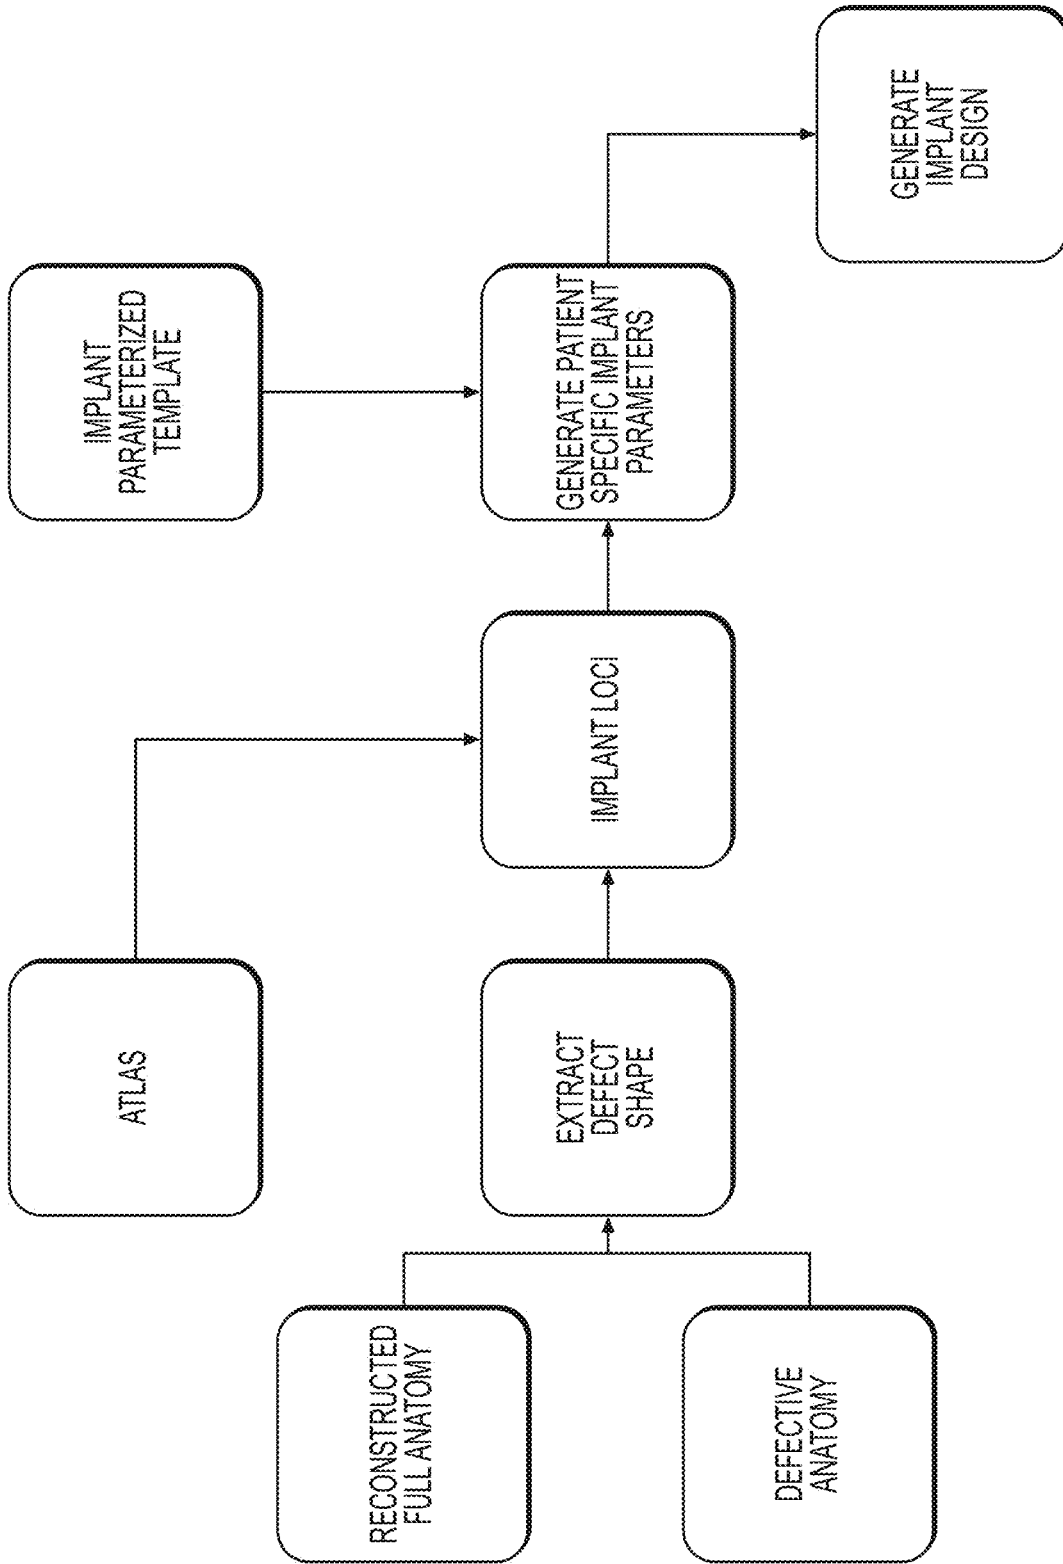 RECONSTRUCTED
FULL ANATOMY
DEFECTIVE
ANATOMY
ATLAS
EXTRACT
DEFECT
SHAPE
IMPLANT LOCI
IMPLANT
PARAMETERIZED
TEMPLATE
GENERATE PATIENT
SPECIFIC IMPLANT
PARAMETERS
GENERATE
IMPLANT
DESIGN